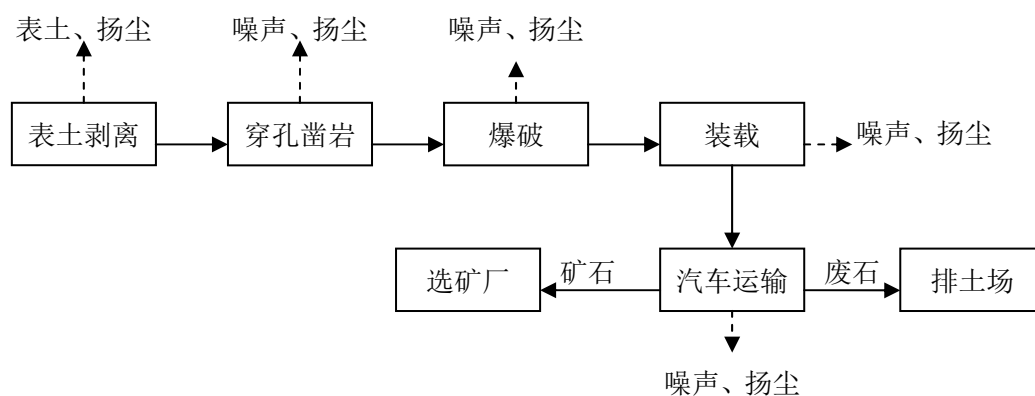 表土、扬尘
噪声、扬尘
噪声、扬尘
表土剥离
穿孔凿岩
爆破
装载
噪声、扬尘
选矿厂
矿石
汽车运输
废石
排土场
噪声、扬尘